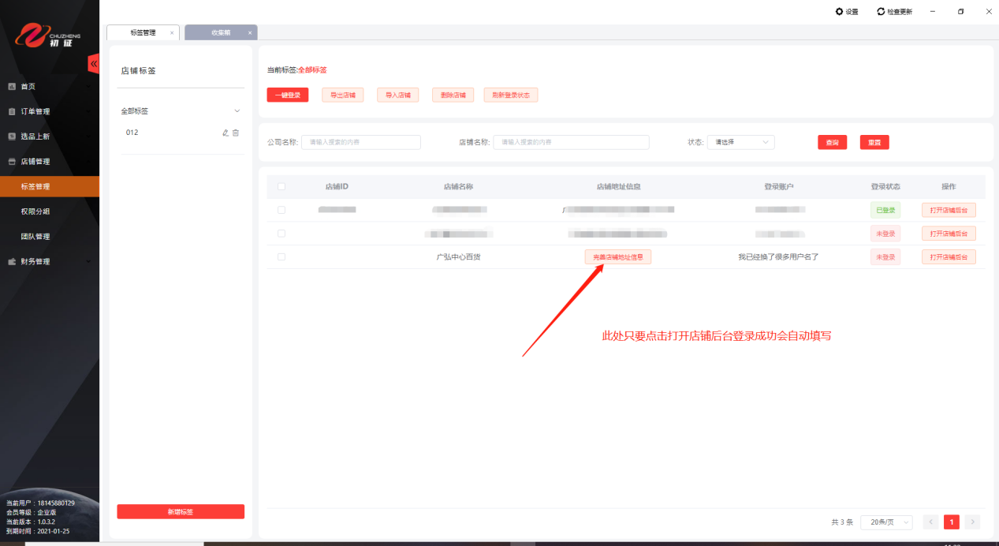 设置 检查更新
CHUZHENG
初证
标签管理 收集箱
首页
订单管理
选品上新
店铺管理
标签管理
权限分组
团队管理
财务管理
店铺标签
全部标签
012
新增标签
当前标签:全部标签
一键登录 导出店铺 导入店铺 删除店铺 刷新登录状态
公司名称: 请输入搜索的内容 店铺名称: 请输入搜索的内容 状态: 请选择 查询 重置
店铺ID 店铺名称 店铺地址信息 登录账户 登录状态 操作
已登录 打开店铺后台
未登录 打开店铺后台
广弘中心百货 完善店铺地址信息 我已经换了很多用户名了 未登录 打开店铺后台
此处只要点击打开店铺后台登录成功会自动填写
共 3 条 20条/页 1
当前用户：18145880129
会员等级：企业版
当前版本：1.0.3.2
到期时间：2021-01-25